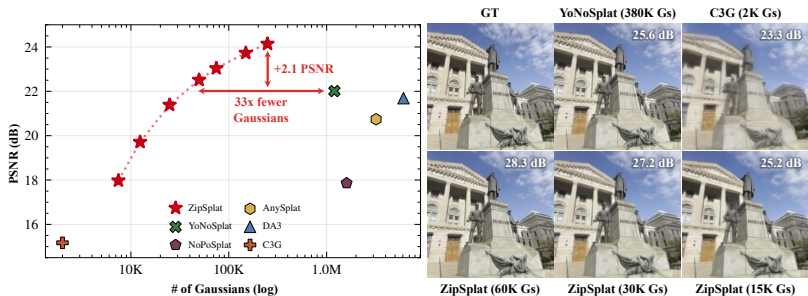 24
22
20
18
16
PSNR (dB)
+2.1 PSNR
33x fewer
Gaussians
ZipSplat
YoNoSplat
NoPoSplat
AnySplat
DA3
C3G
10K
100K
1.0M
# of Gaussians (log)
GT
YoNoSplat (380K Gs)
C3G (2K Gs)
25.6 dB
23.3 dB
28.3 dB
27.2 dB
25.2 dB
ZipSplat (60K Gs)
ZipSplat (30K Gs)
ZipSplat (15K Gs)